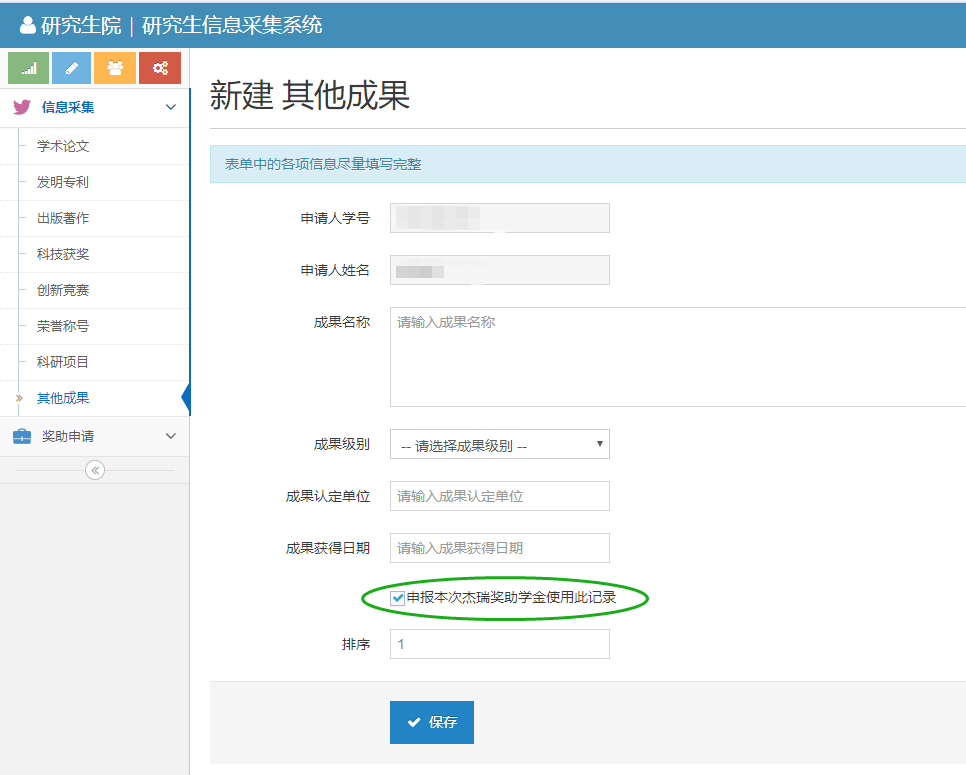 研究生院 | 研究生信息采集系统
信息采集
学术论文
发明专利
出版著作
科技获奖
创新竞赛
荣誉称号
科研项目
其他成果
奖助申请
新建 其他成果
表单中的各项信息尽量填写完整
申请人学号
申请人姓名
成果名称 请输入成果名称
成果级别 -- 请选择成果级别 --
成果认定单位 请输入成果认定单位
成果获得日期 请输入成果获得日期
申报本次杰瑞奖助学金使用此记录
排序 1
保存